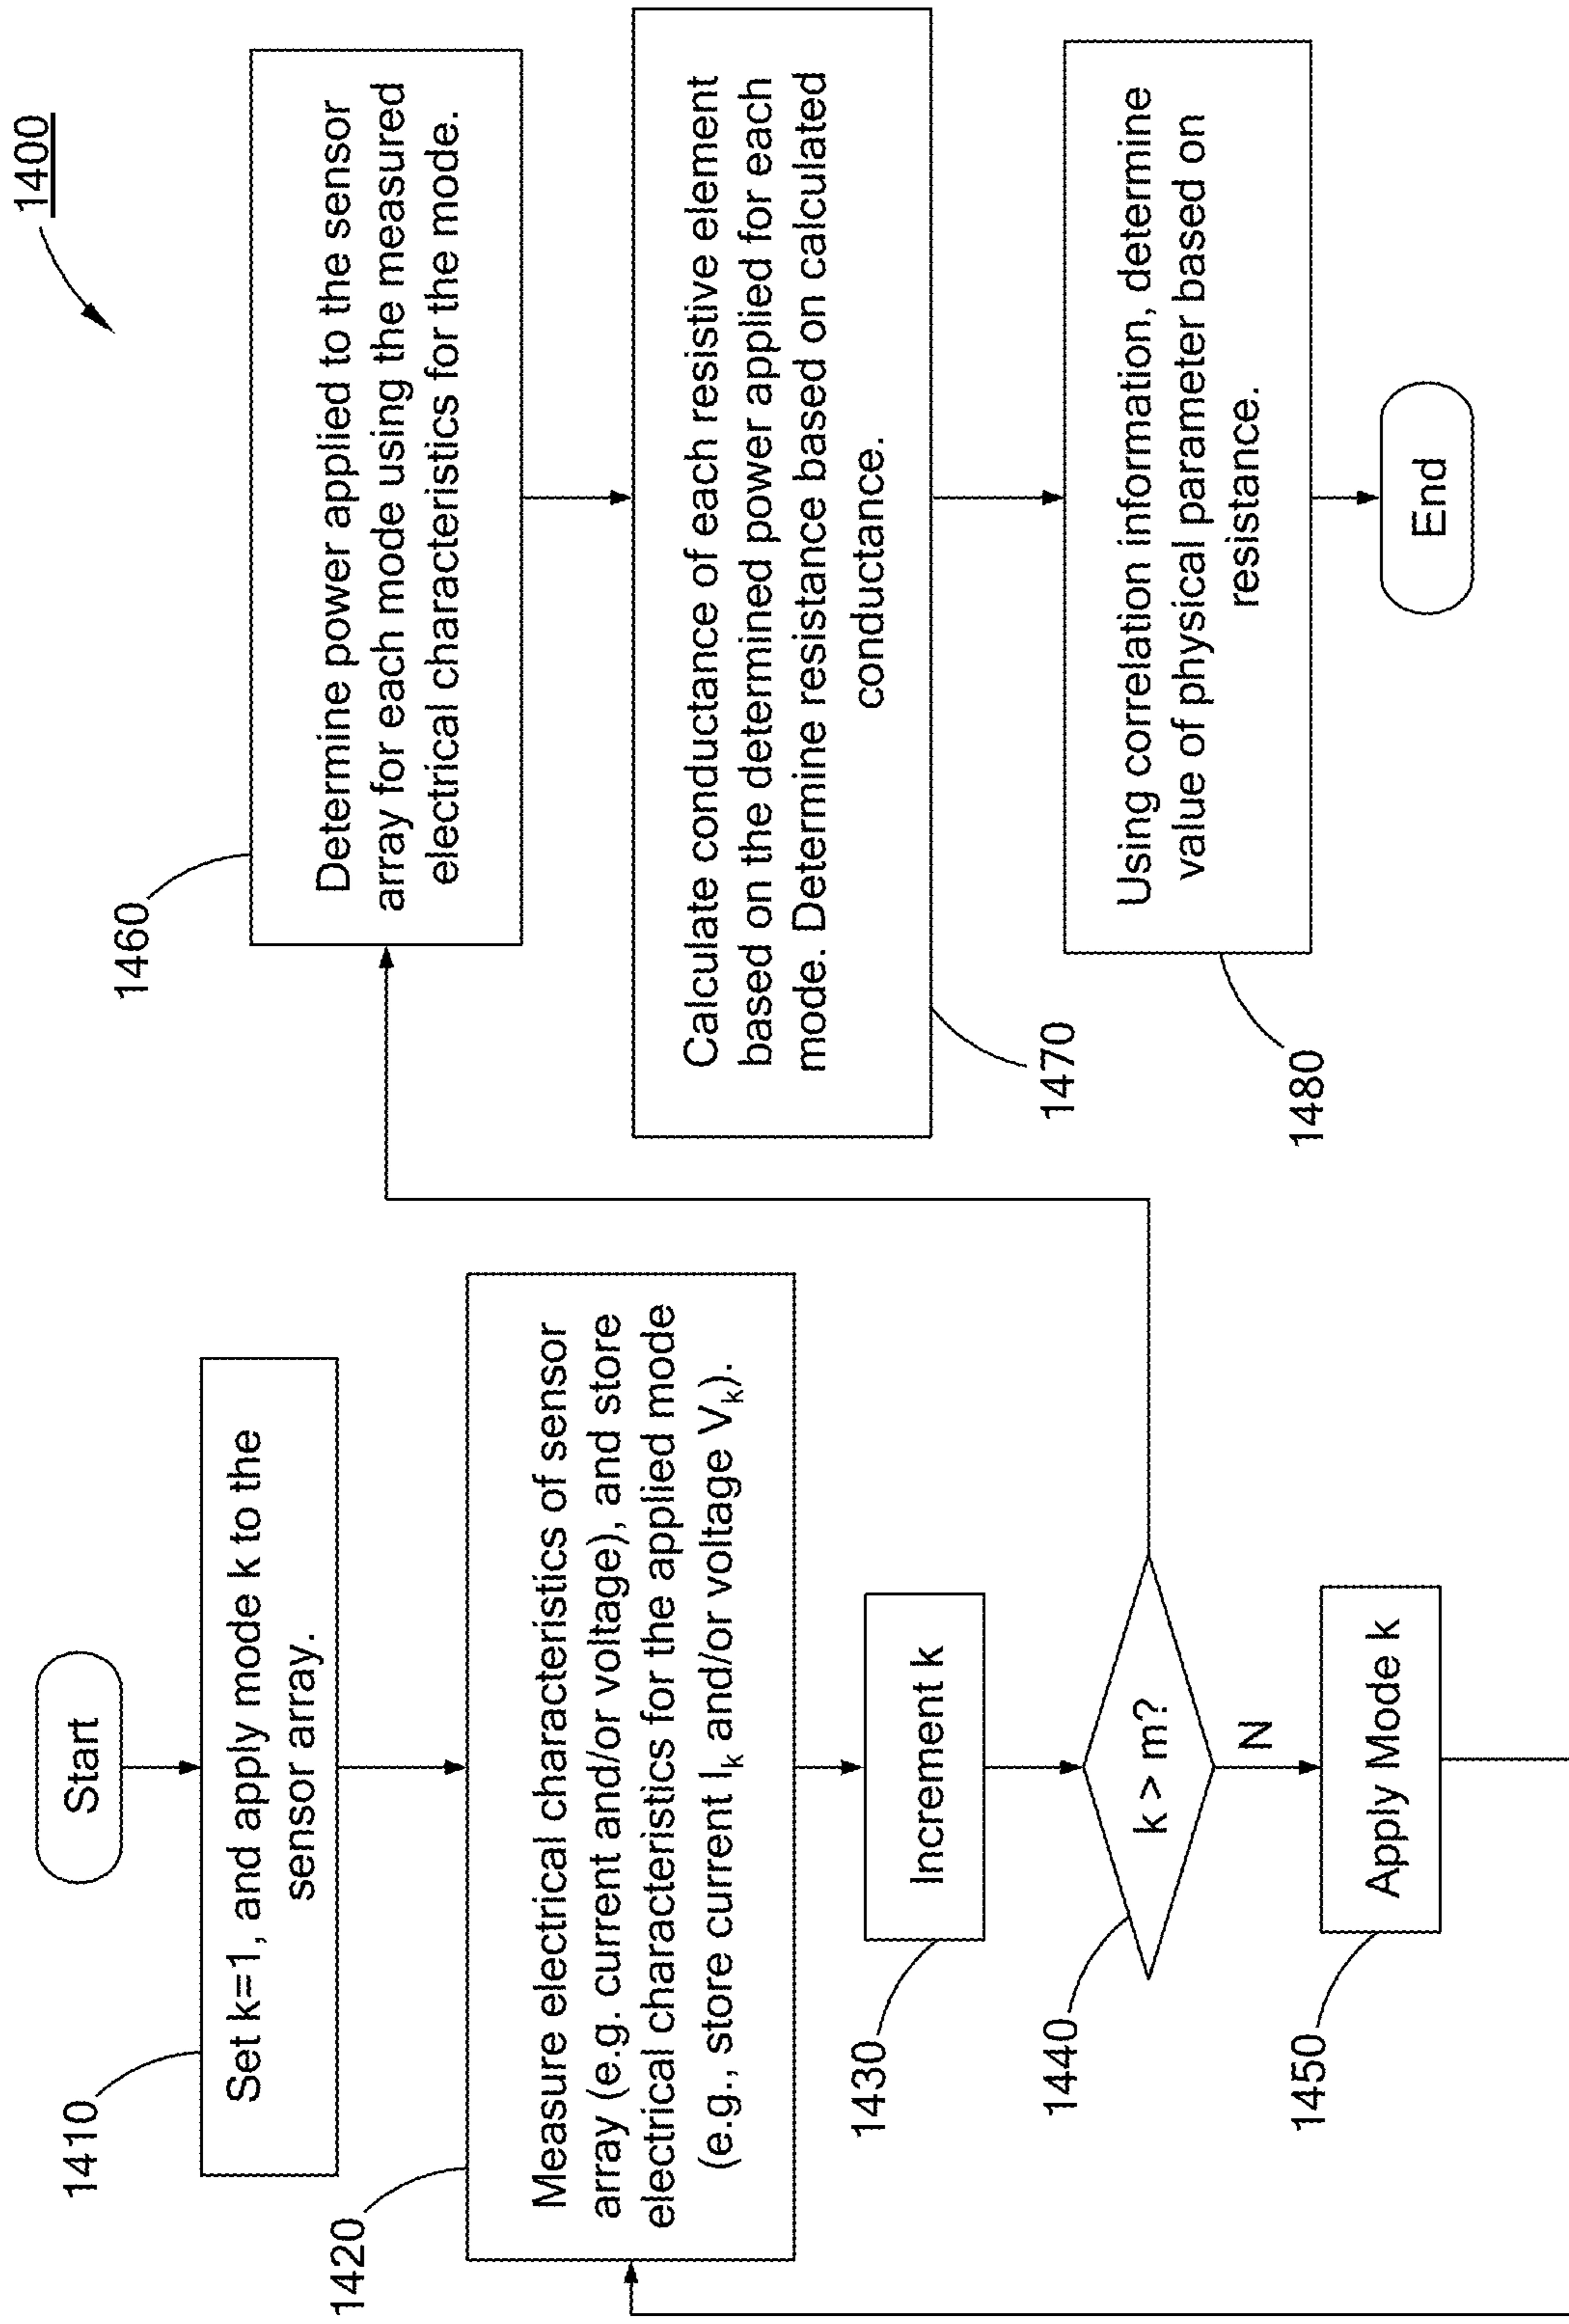 1400
Start
1410
Set k=1, and apply mode k to the
sensor array.
1420
Measure electrical characteristics of sensor
array (e.g. current and/or voltage), and store
electrical characteristics for the applied mode
(e.g., store current Ik and/or voltage Vk).
1430
Increment k
1440
k > m?
N
1450
Apply Mode k
1460
Determine power applied to the sensor
array for each mode using the measured
electrical characteristics for the mode.
1470
Calculate conductance of each resistive element
based on the determined power applied for each
mode. Determine resistance based on calculated
conductance.
1480
Using correlation information, determine
value of physical parameter based on
resistance.
End